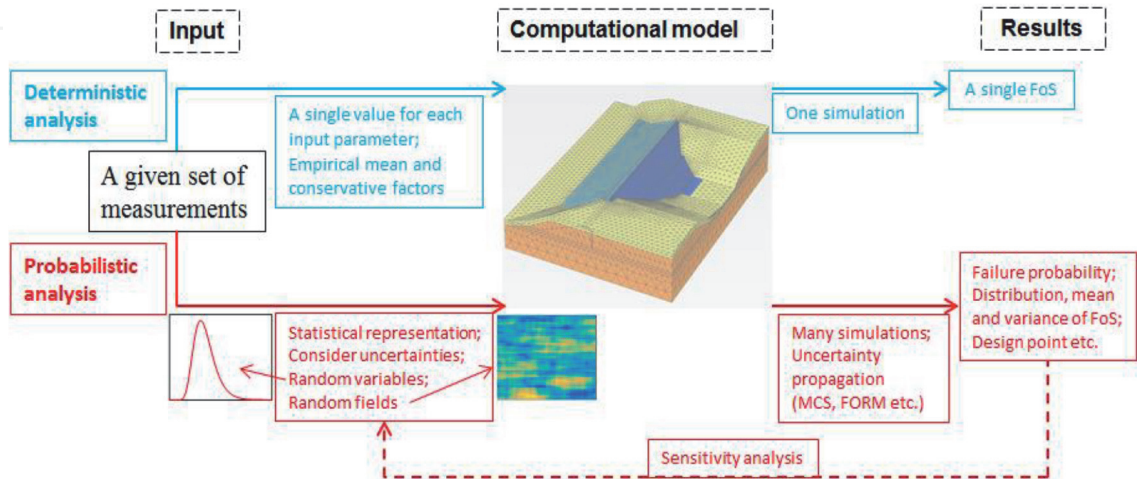 Input
Computational model
Results
Deterministic
analysis
A single value for each
input parameter;
Empirical mean and
conservative factors
One simulation
A single FoS
A given set of
measurements
Probabilistic
analysis
Statistical representation;
Consider uncertainties;
Random variables;
Random fields
Many simulations;
Uncertainty
propagation
(MCS, FORM etc.)
Failure probability;
Distribution, mean
and variance of FoS;
Design point etc.
Sensitivity analysis